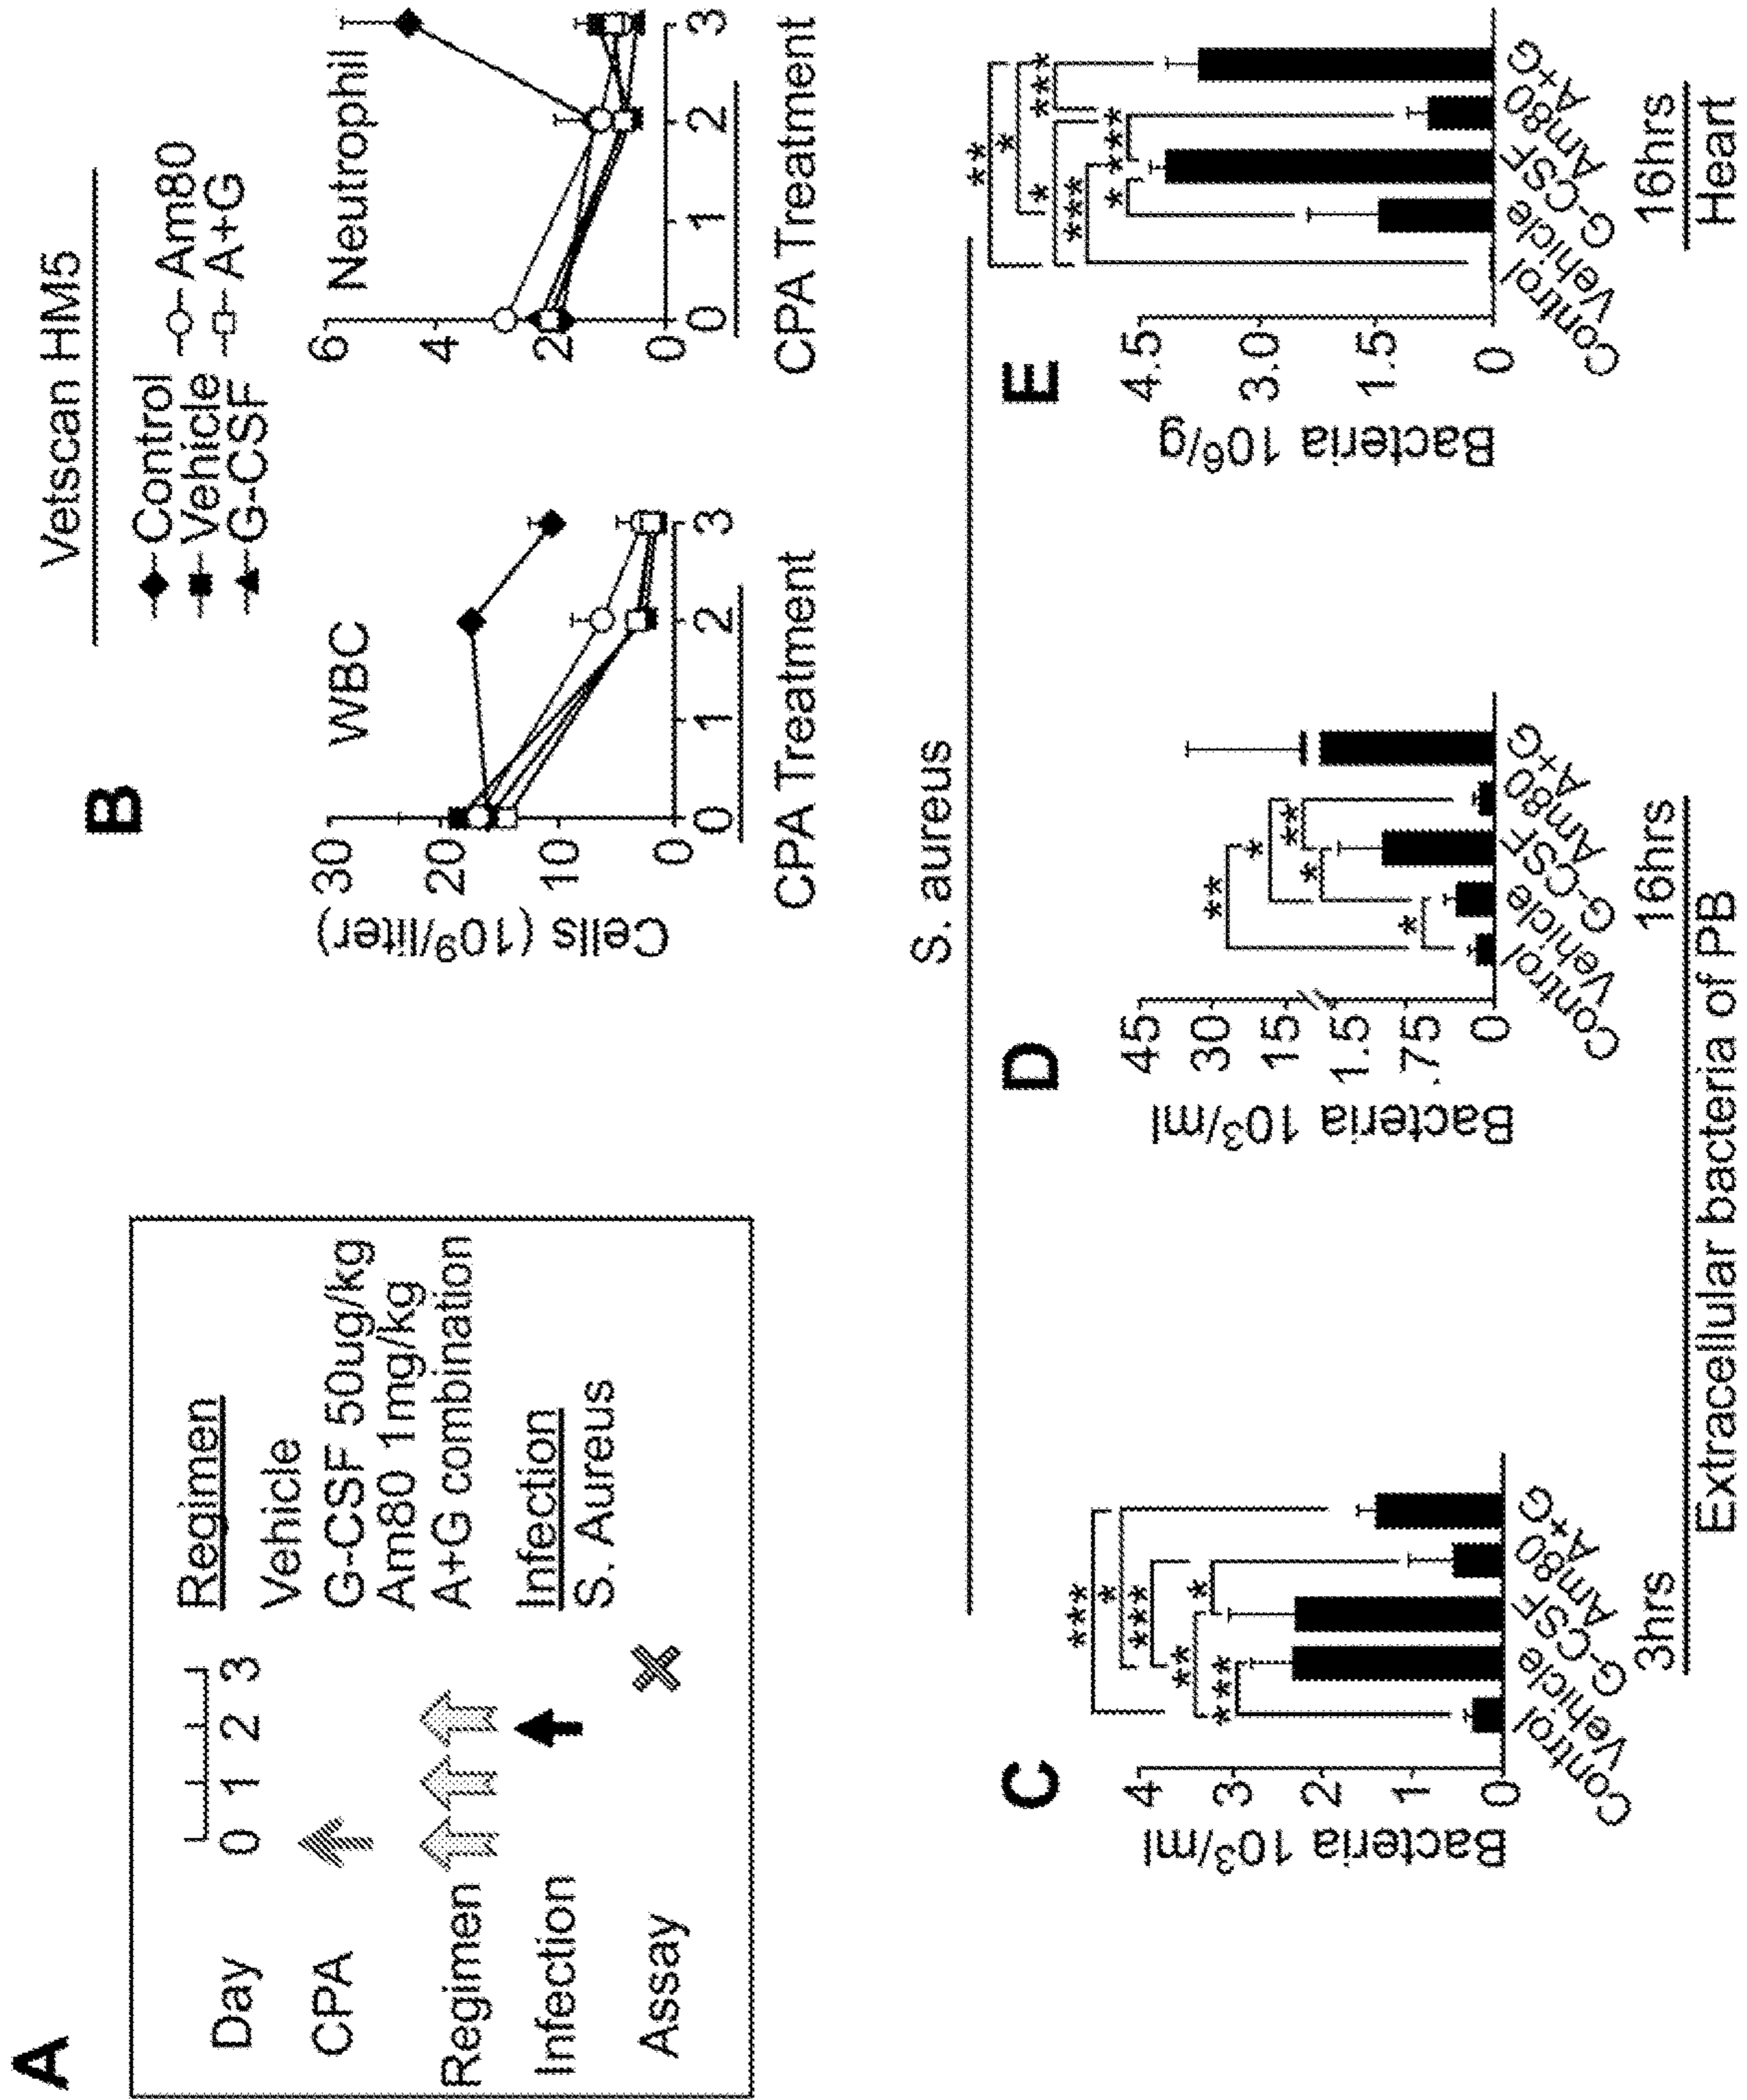 A
Day 0 1 2 3
CPA
Regimen
Infection
Assay
Regimen
Vehicle
G-CSF 50ug/kg
Am80 1mg/kg
A+G combination
Infection
S. Aureus
B
Vetscan HM5
Control
Vehicle
G-CSF
Am80
A+G
WBC
Cells (10⁹/liter)
30
20
10
0
0 1 2 3
CPA Treatment
Neutrophil
6
4
2
0
0 1 2 3
CPA Treatment
S. aureus
C
Bacteria 10³/ml
4
3
2
1
0
***
*
***
**
*
***
Control
Vehicle
G-CSF
Am80
A+G
3hrs
D
Bacteria 10³/ml
45
30
15
1.5
.75
0
**
*
**
*
*
Control
Vehicle
G-CSF
Am80
A+G
16hrs
Extracellular bacteria of PB
E
Bacteria 10⁶/g
4.5
3.0
1.5
0
**
*
***
*
***
***
*
Control
Vehicle
G-CSF
Am80
A+G
16hrs
Heart